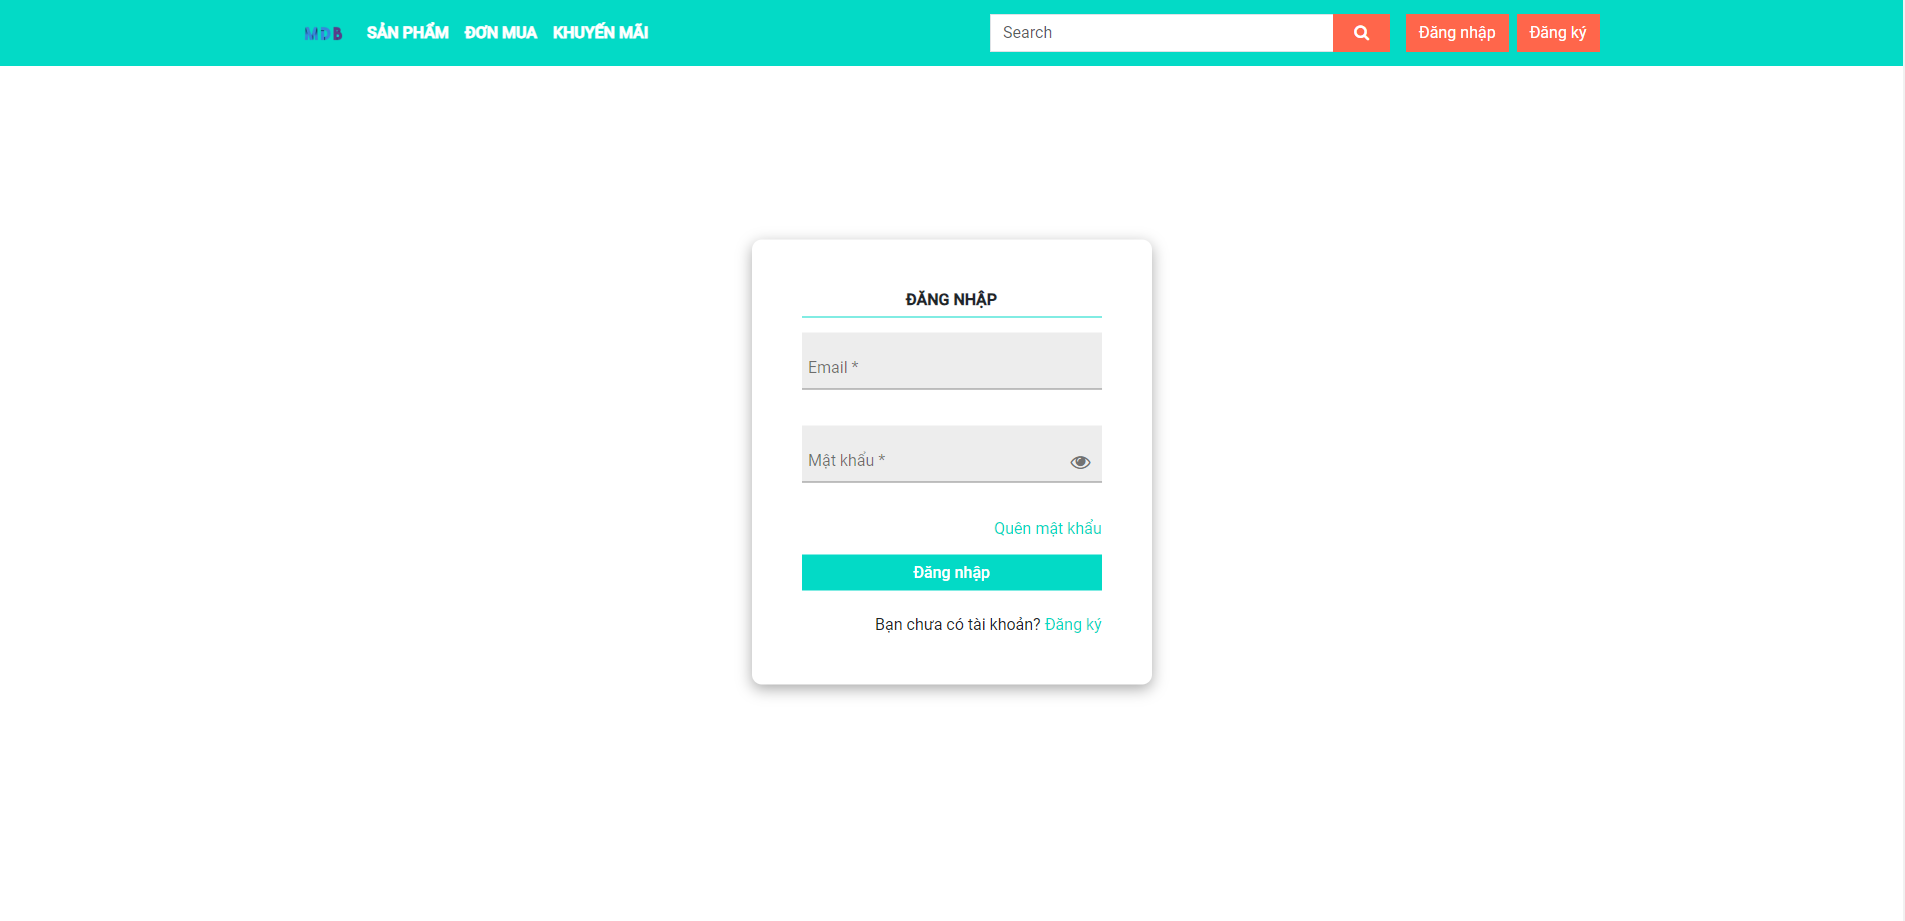 MDB SẢN PHẨM ĐƠN MUA KHUYẾN MÃI Search Đăng nhập Đăng ký
ĐĂNG NHẬP
Email *
Mật khẩu *
Quên mật khẩu
Đăng nhập
Bạn chưa có tài khoản? Đăng ký